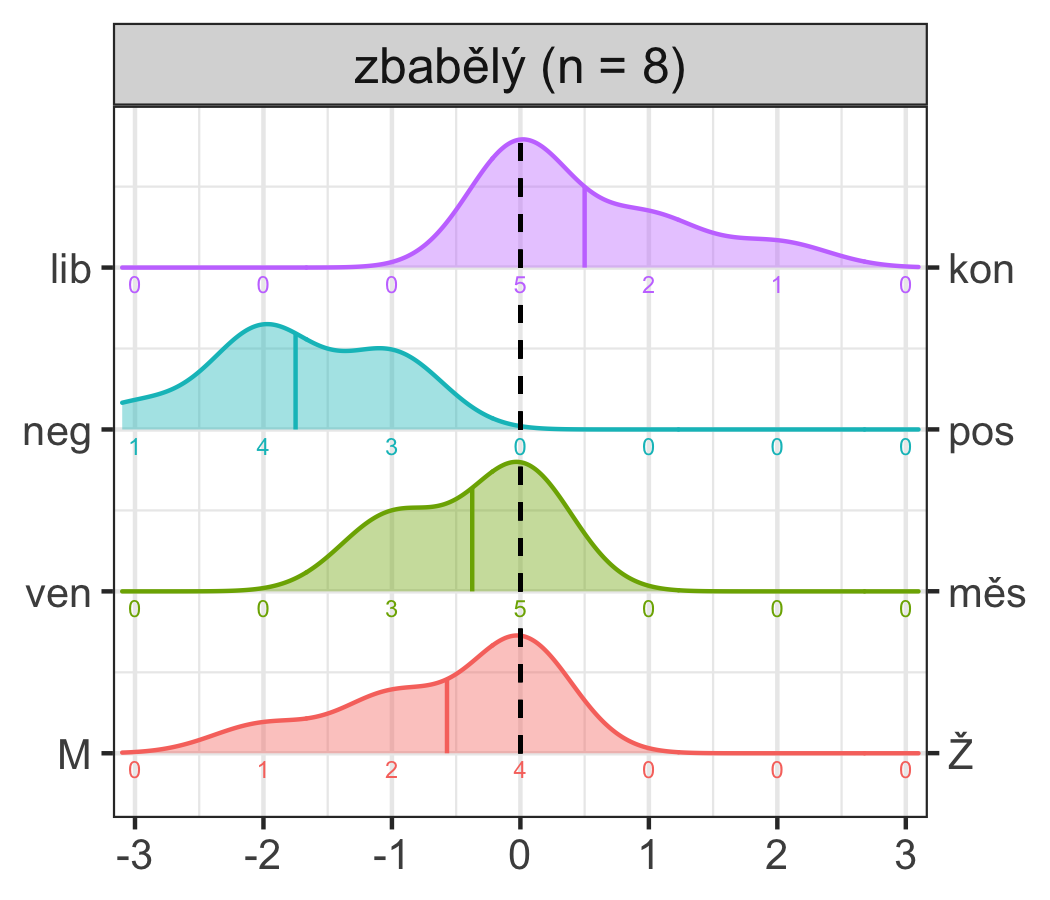 zbabělý (n = 8)
lib kon
0 0 0 5 2 1 0
neg pos
1 4 3 0 0 0 0
ven měs
0 0 3 5 0 0 0
M Ž
0 1 2 4 0 0 0
-3 -2 -1 0 1 2 3